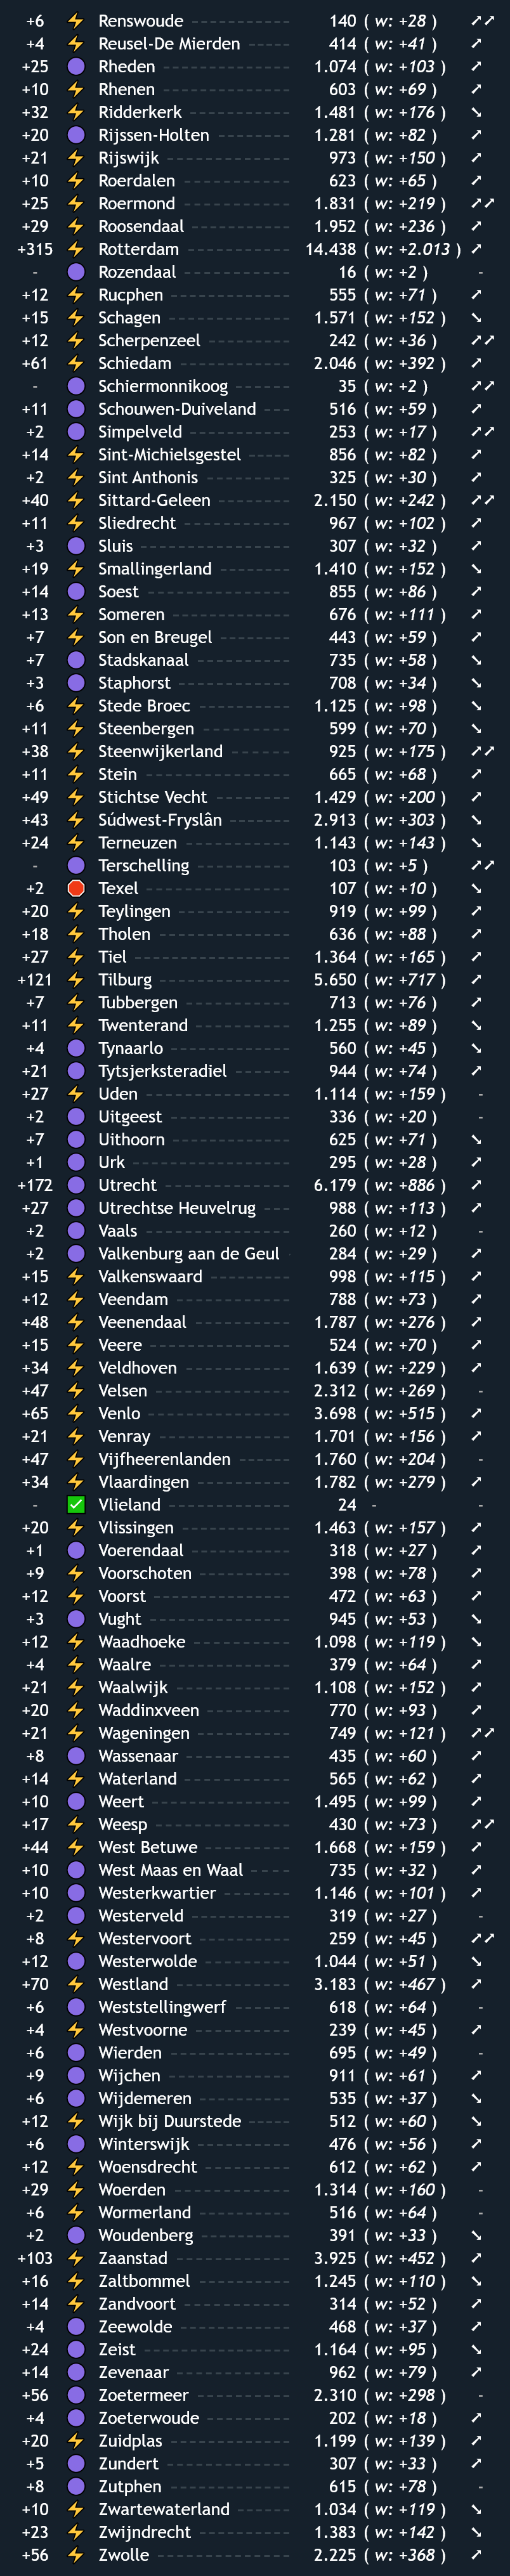 +6 ⚡ Renswoude 140 ( w: +28 ) ↗↗
+4 ⚡ Reusel-De Mierden 414 ( w: +41 ) ↗
+25 Rheden 1.074 ( w: +103 ) ↗
+10 ⚡ Rhenen 603 ( w: +69 ) ↗
+32 ⚡ Ridderkerk 1.481 ( w: +176 ) ↘
+20 Rijssen-Holten 1.281 ( w: +82 ) ↗
+21 ⚡ Rijswijk 973 ( w: +150 ) ↗
+10 ⚡ Roerdalen 623 ( w: +65 ) ↗
+25 ⚡ Roermond 1.831 ( w: +219 ) ↗↗
+29 ⚡ Roosendaal 1.952 ( w: +236 ) ↗
+315 ⚡ Rotterdam 14.438 ( w: +2.013 ) ↗
- Rozendaal 16 ( w: +2 ) -
+12 ⚡ Rucphen 555 ( w: +71 ) ↗
+15 ⚡ Schagen 1.571 ( w: +152 ) ↘
+12 ⚡ Scherpenzeel 242 ( w: +36 ) ↗↗
+61 ⚡ Schiedam 2.046 ( w: +392 ) ↗
- Schiermonnikoog 35 ( w: +2 ) ↗↗
+11 Schouwen-Duiveland 516 ( w: +59 ) ↗
+2 Simpelveld 253 ( w: +17 ) ↗↗
+14 ⚡ Sint-Michielsgestel 856 ( w: +82 ) ↗
+2 ⚡ Sint Anthonis 325 ( w: +30 ) ↗
+40 ⚡ Sittard-Geleen 2.150 ( w: +242 ) ↗↗
+11 ⚡ Sliedrecht 967 ( w: +102 ) ↗
+3 Sluis 307 ( w: +32 ) ↗
+19 ⚡ Smallingerland 1.410 ( w: +152 ) ↘
+14 Soest 855 ( w: +86 ) ↗
+13 ⚡ Someren 676 ( w: +111 ) ↗
+7 ⚡ Son en Breugel 443 ( w: +59 ) ↗
+7 Stadskanaal 735 ( w: +58 ) ↘
+3 Staphorst 708 ( w: +34 ) ↘
+6 ⚡ Stede Broec 1.125 ( w: +98 ) ↘
+11 ⚡ Steenbergen 599 ( w: +70 ) ↘
+38 ⚡ Steenwijkerland 925 ( w: +175 ) ↗↗
+11 ⚡ Stein 665 ( w: +68 ) ↗
+49 ⚡ Stichtse Vecht 1.429 ( w: +200 ) ↗
+43 ⚡ Súdwest-Fryslân 2.913 ( w: +303 ) ↘
+24 ⚡ Terneuzen 1.143 ( w: +143 ) ↘
- Terschelling 103 ( w: +5 ) ↗↗
+2 Texel 107 ( w: +10 ) ↘
+20 ⚡ Teylingen 919 ( w: +99 ) ↗
+18 ⚡ Tholen 636 ( w: +88 ) ↗
+27 ⚡ Tiel 1.364 ( w: +165 ) ↗
+121 ⚡ Tilburg 5.650 ( w: +717 ) ↗
+7 ⚡ Tubbergen 713 ( w: +76 ) ↗
+11 ⚡ Twenterand 1.255 ( w: +89 ) ↘
+4 Tynaarlo 560 ( w: +45 ) ↘
+21 Tytsjerksteradiel 944 ( w: +74 ) ↗
+27 ⚡ Uden 1.114 ( w: +159 ) -
+2 Uitgeest 336 ( w: +20 ) -
+7 Uithoorn 625 ( w: +71 ) ↘
+1 Urk 295 ( w: +28 ) ↗
+172 Utrecht 6.179 ( w: +886 ) ↗
+27 Utrechtse Heuvelrug 988 ( w: +113 ) ↗
+2 Vaals 260 ( w: +12 ) -
+2 Valkenburg aan de Geul 284 ( w: +29 ) ↗
+15 ⚡ Valkenswaard 998 ( w: +115 ) ↗
+12 ⚡ Veendam 788 ( w: +73 ) ↗
+48 ⚡ Veenendaal 1.787 ( w: +276 ) ↗
+15 ⚡ Veere 524 ( w: +70 ) ↗
+34 ⚡ Veldhoven 1.639 ( w: +229 ) ↗
+47 ⚡ Velsen 2.312 ( w: +269 ) -
+65 ⚡ Venlo 3.698 ( w: +515 ) ↗
+21 ⚡ Venray 1.701 ( w: +156 ) ↗
+47 ⚡ Vijfheerenlanden 1.760 ( w: +204 ) -
+34 ⚡ Vlaardingen 1.782 ( w: +279 ) ↗
- ✅ Vlieland 24 - -
+20 ⚡ Vlissingen 1.463 ( w: +157 ) ↗
+1 Voerendaal 318 ( w: +27 ) ↗
+9 ⚡ Voorschoten 398 ( w: +78 ) ↗
+12 ⚡ Voorst 472 ( w: +63 ) ↗
+3 Vught 945 ( w: +53 ) ↘
+12 ⚡ Waadhoeke 1.098 ( w: +119 ) ↘
+4 ⚡ Waalre 379 ( w: +64 ) ↗
+21 ⚡ Waalwijk 1.108 ( w: +152 ) ↗
+20 ⚡ Waddinxveen 770 ( w: +93 ) ↗
+21 ⚡ Wageningen 749 ( w: +121 ) ↗↗
+8 Wassenaar 435 ( w: +60 ) ↗
+14 ⚡ Waterland 565 ( w: +62 ) ↗
+10 Weert 1.495 ( w: +99 ) ↗
+17 ⚡ Weesp 430 ( w: +73 ) ↗↗
+44 ⚡ West Betuwe 1.668 ( w: +159 ) ↗
+10 West Maas en Waal 735 ( w: +32 ) ↗
+10 Westerkwartier 1.146 ( w: +101 ) ↗
+2 Westerveld 319 ( w: +27 ) -
+8 ⚡ Westervoort 259 ( w: +45 ) ↗↗
+12 Westerwolde 1.044 ( w: +51 ) ↘
+70 ⚡ Westland 3.183 ( w: +467 ) ↗
+6 Weststellingwerf 618 ( w: +64 ) -
+4 ⚡ Westvoorne 239 ( w: +45 ) ↗
+6 Wierden 695 ( w: +49 ) -
+9 Wijchen 911 ( w: +61 ) ↗
+6 Wijdemeren 535 ( w: +37 ) ↘
+12 ⚡ Wijk bij Duurstede 512 ( w: +60 ) ↘
+6 Winterswijk 476 ( w: +56 ) ↗
+12 ⚡ Woensdrecht 612 ( w: +62 ) ↗
+29 ⚡ Woerden 1.314 ( w: +160 ) -
+6 ⚡ Wormerland 516 ( w: +64 ) -
+2 Woudenberg 391 ( w: +33 ) ↘
+103 ⚡ Zaanstad 3.925 ( w: +452 ) ↗
+16 ⚡ Zaltbommel 1.245 ( w: +110 ) ↘
+14 ⚡ Zandvoort 314 ( w: +52 ) ↗
+4 Zeewolde 468 ( w: +37 ) ↗
+24 Zeist 1.164 ( w: +95 ) ↘
+14 Zevenaar 962 ( w: +79 ) ↗
+56 Zoetermeer 2.310 ( w: +298 ) -
+4 Zoeterwoude 202 ( w: +18 ) ↗
+20 ⚡ Zuidplas 1.199 ( w: +139 ) ↗
+5 Zundert 307 ( w: +33 ) ↗
+8 Zutphen 615 ( w: +78 ) -
+10 ⚡ Zwartewaterland 1.034 ( w: +119 ) ↘
+23 ⚡ Zwijndrecht 1.383 ( w: +142 ) ↘
+56 ⚡ Zwolle 2.225 ( w: +368 ) ↗